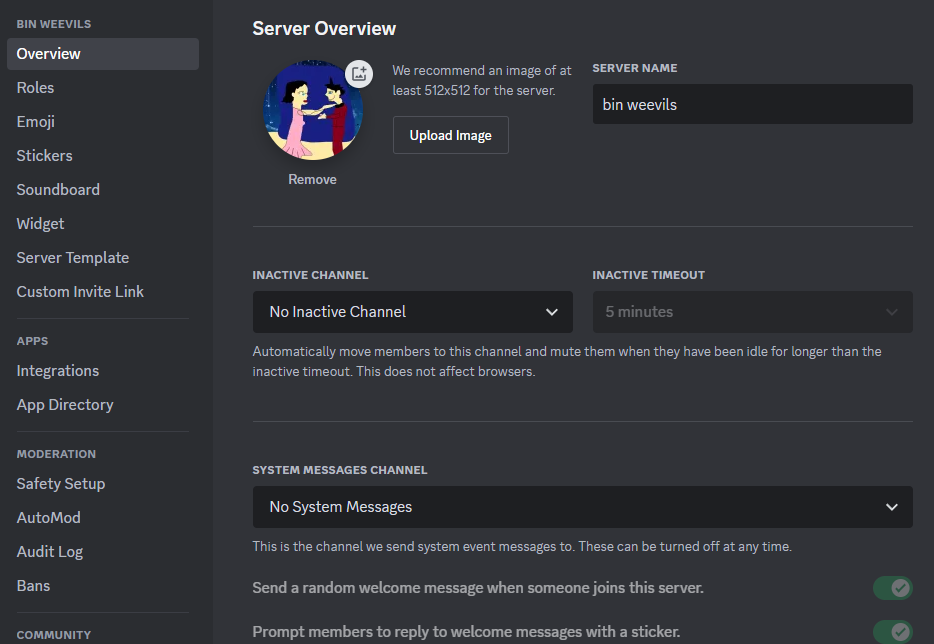 BIN WEEVILS
Overview
Roles
Emoji
Stickers
Soundboard
Widget
Server Template
Custom Invite Link
APPS
Integrations
App Directory
MODERATION
Safety Setup
AutoMod
Audit Log
Bans
COMMUNITY
Server Overview
We recommend an image of at
least 512x512 for the server.
Upload Image
Remove
SERVER NAME
bin weevils
INACTIVE CHANNEL
No Inactive Channel
INACTIVE TIMEOUT
5 minutes
Automatically move members to this channel and mute them when they have been idle for longer than the
inactive timeout. This does not affect browsers.
SYSTEM MESSAGES CHANNEL
No System Messages
This is the channel we send system event messages to. These can be turned off at any time.
Send a random welcome message when someone joins this server.
Prompt members to reply to welcome messages with a sticker.